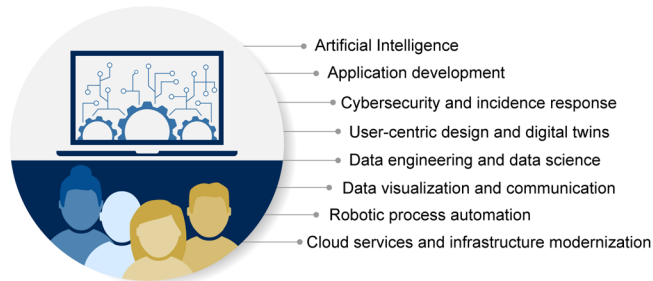 Artificial Intelligence
Application development
Cybersecurity and incidence response
User-centric design and digital twins
Data engineering and data science
Data visualization and communication
Robotic process automation
Cloud services and infrastructure modernization